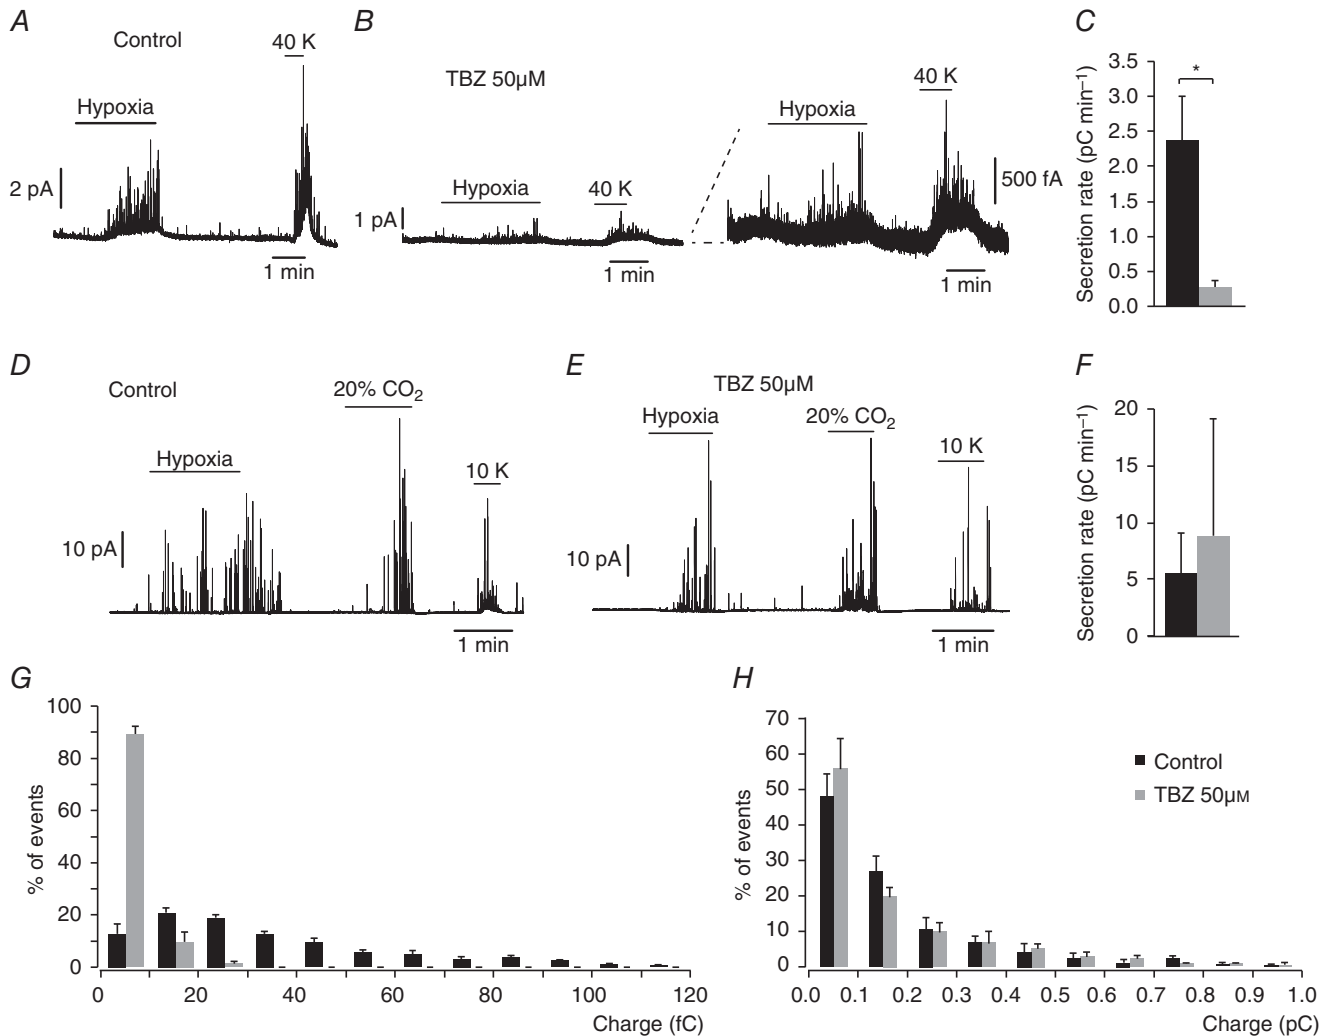 A
Control
40 K
Hypoxia
2 pA
1 min
B
TBZ 50µM
Hypoxia
40 K
1 pA
1 min
Hypoxia
40 K
500 fA
1 min
C
*
Secretion rate (pC min⁻¹)
3.5
3.0
2.5
2.0
1.5
1.0
0.5
0.0
D
Control
Hypoxia
20% CO₂
10 K
10 pA
1 min
E
TBZ 50µM
Hypoxia
20% CO₂
10 K
10 pA
1 min
F
Secretion rate (pC min⁻¹)
20
15
10
5
0
G
% of events
100
80
60
40
20
0
0 20 40 60 80 100 120
Charge (fC)
H
% of events
70
60
50
40
30
20
10
0
0.0 0.1 0.2 0.3 0.4 0.5 0.6 0.7 0.8 0.9 1.0
Charge (pC)
Control
TBZ 50µM